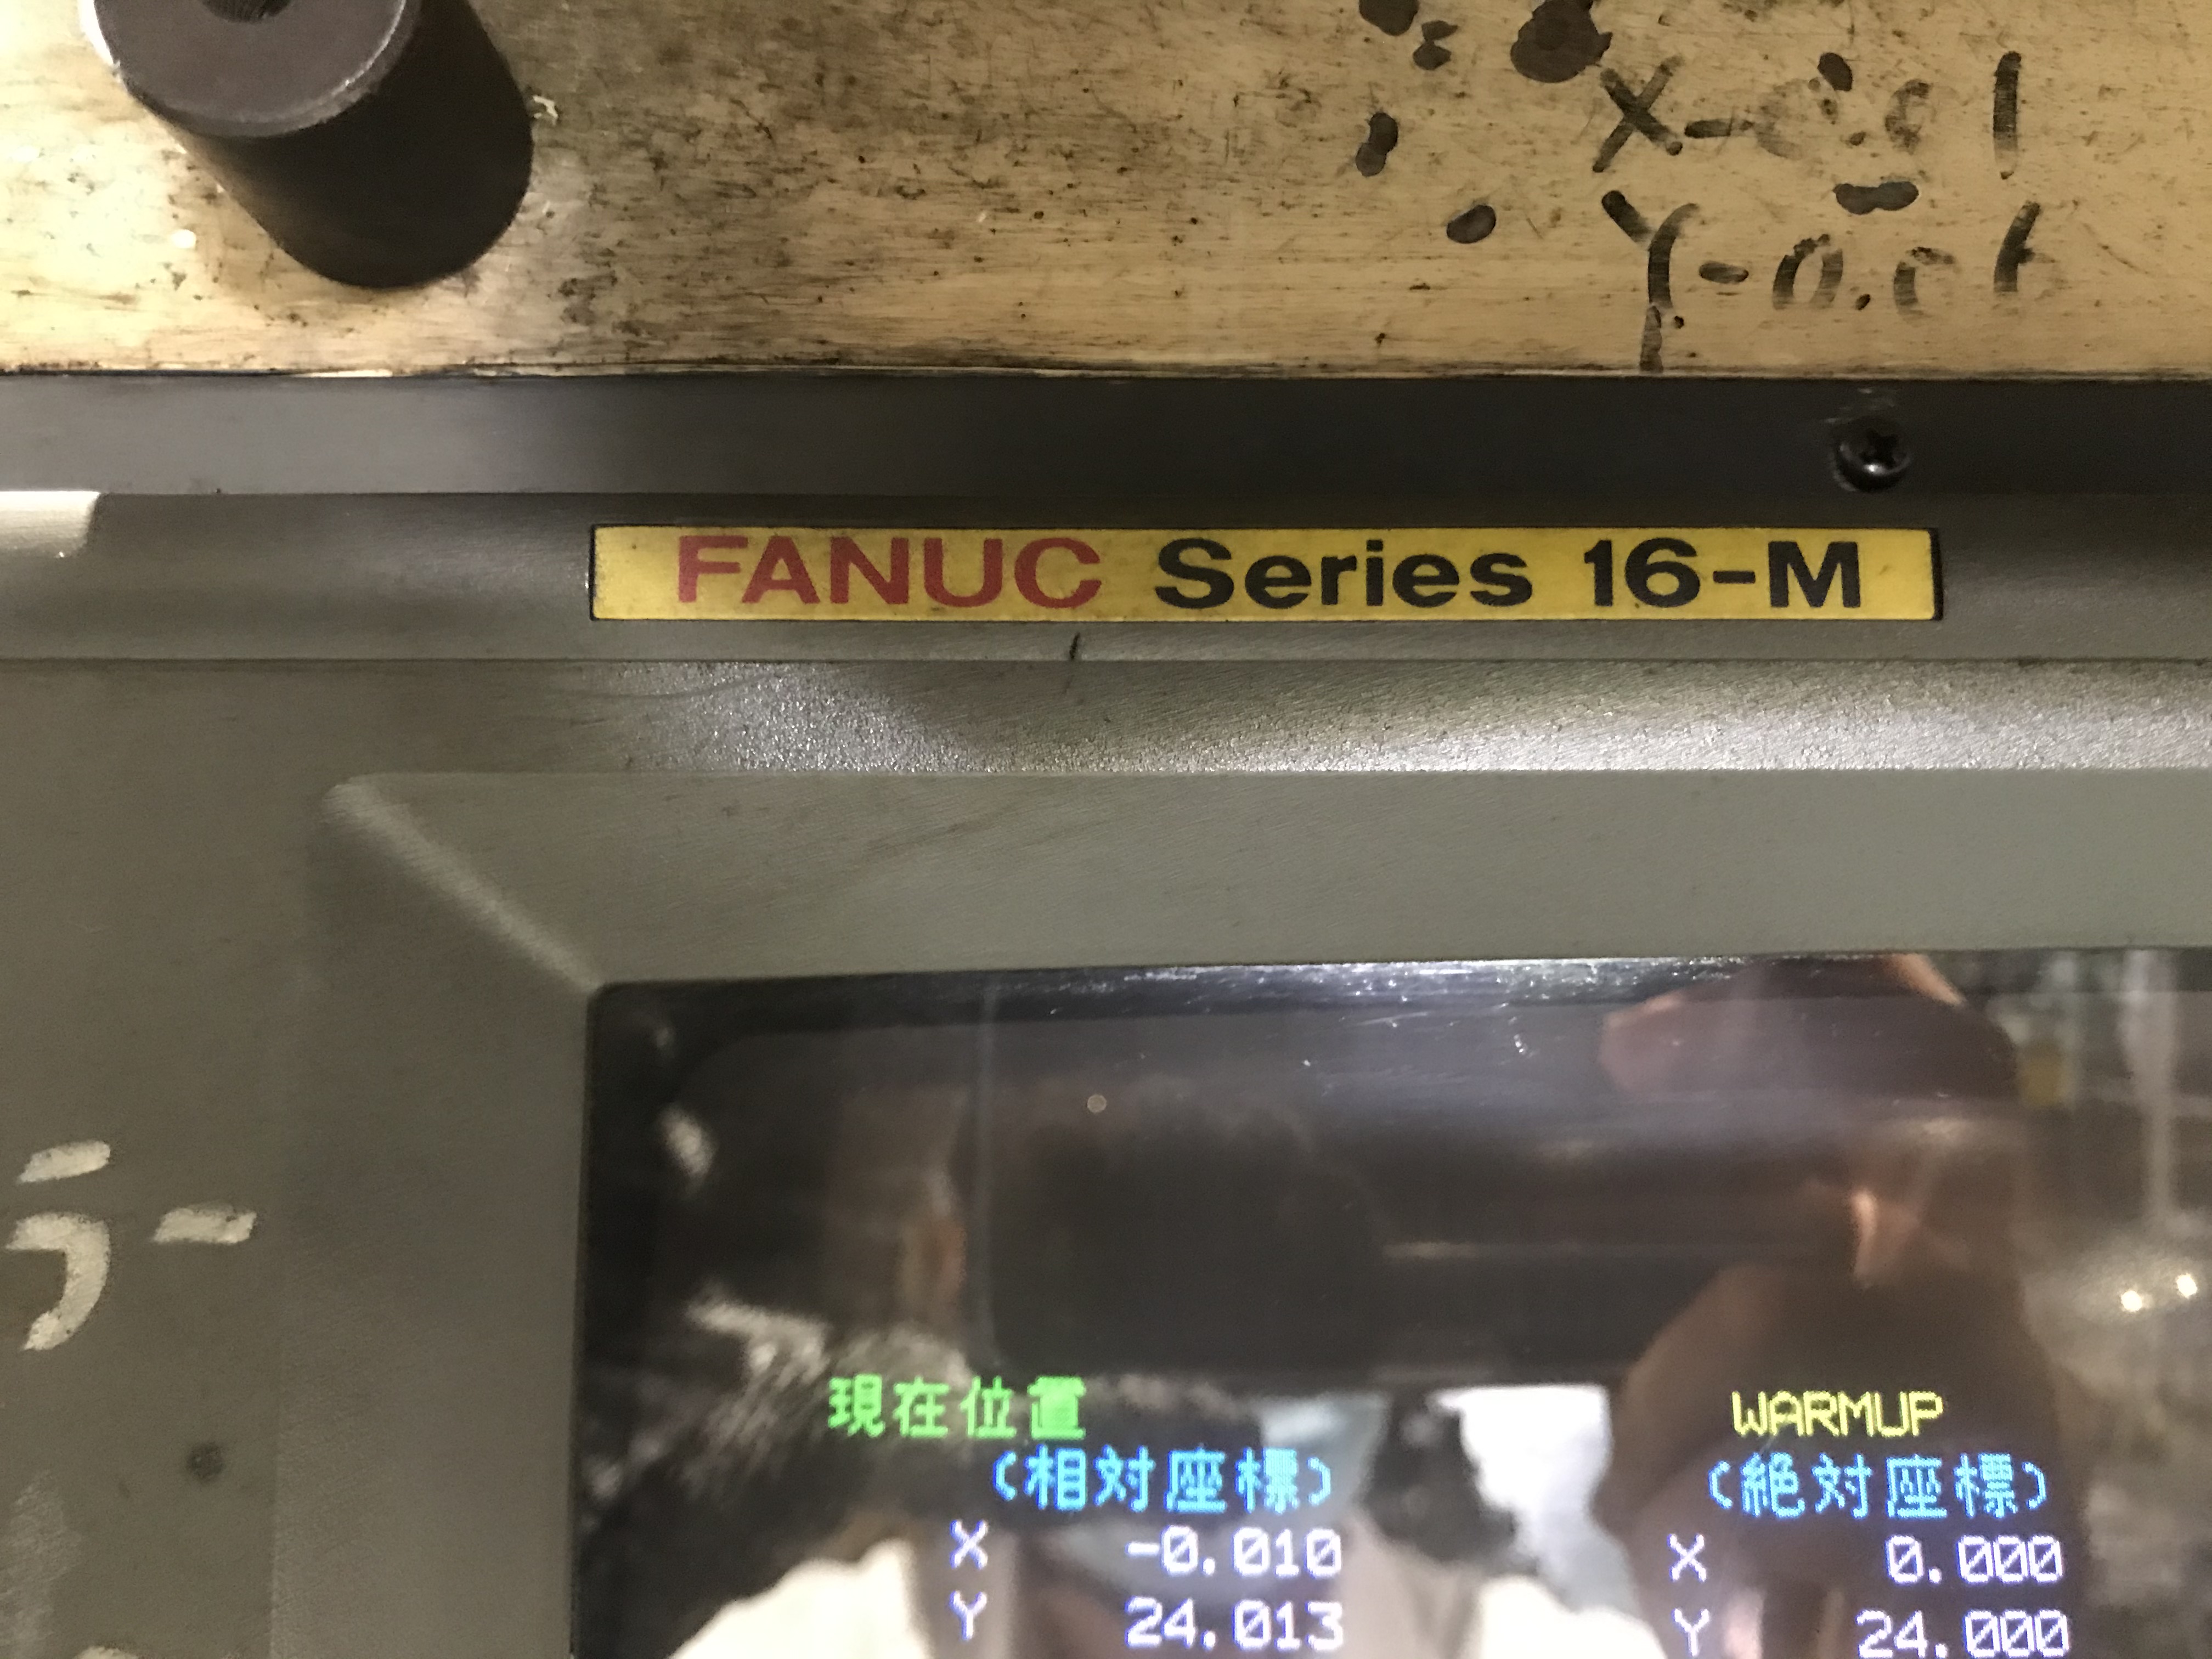 FANUC Series 16-M
現在位置 WARMUP
(相対座標) (絶対座標)
X -0.010 X 0.000
Y 24.013 Y 24.000